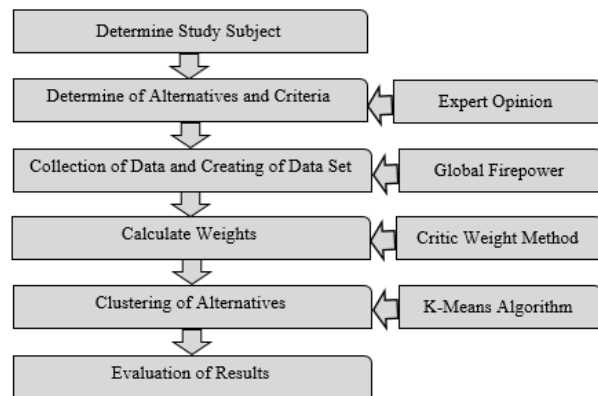 Determine Study Subject
Determine of Alternatives and Criteria
Expert Opinion
Collection of Data and Creating of Data Set
Global Firepower
Calculate Weights
Critic Weight Method
Clustering of Alternatives
K-Means Algorithm
Evaluation of Results